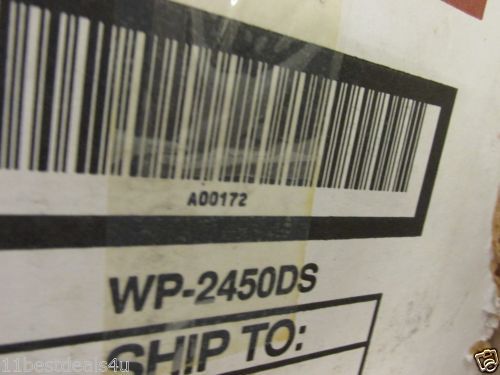 A00172
WP-2450DS
SHIP TO:
11bestdeals4u